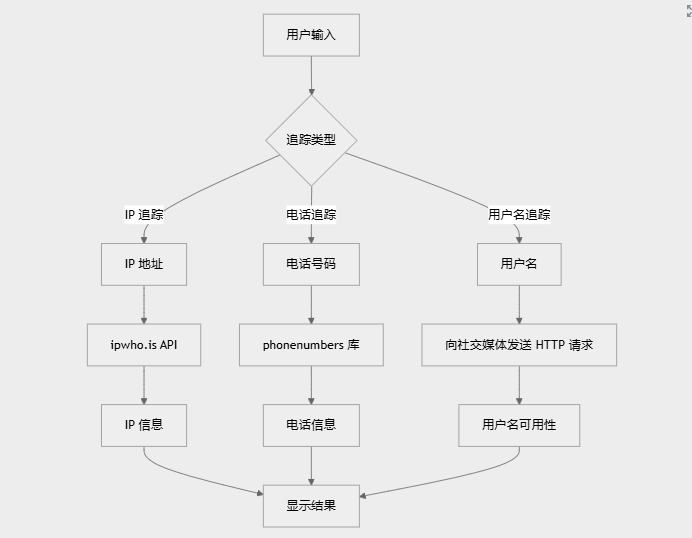 用户输入
追踪类型
IP 追踪
电话追踪
用户名追踪
IP 地址
电话号码
用户名
ipwho.is API
phonenumbers 库
向社交媒体发送 HTTP 请求
IP 信息
电话信息
用户名可用性
显示结果